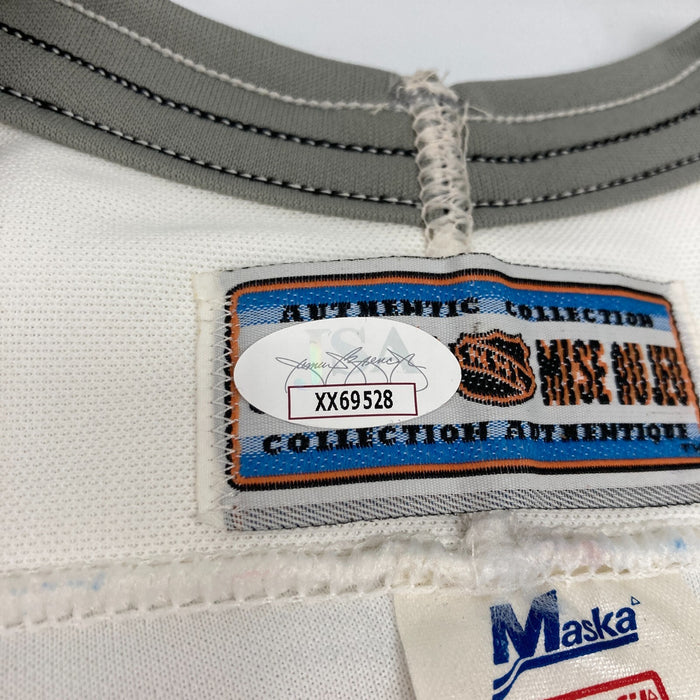 AUTHENTIC COLLECTION
JSA
XX69528
NHL
MISE AU JEU
COLLECTION AUTHENTIQUE
Maska